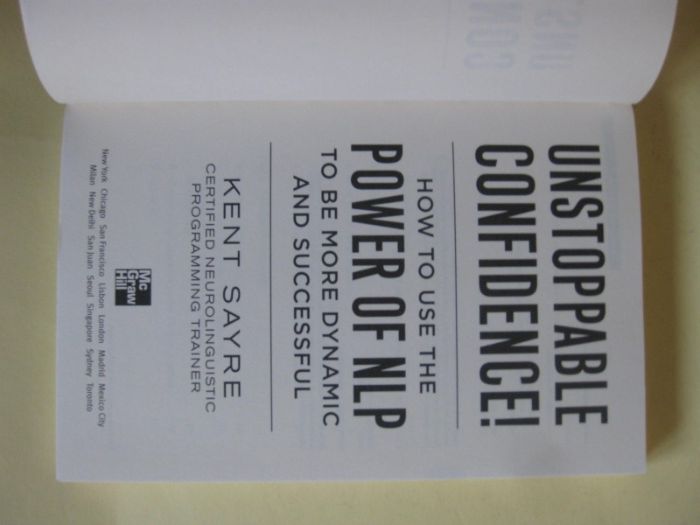 UNSTOPPABLE
CONFIDENCE!
HOW TO USE THE
POWER OF NLP
TO BE MORE DYNAMIC
AND SUCCESSFUL
KENT SAYRE
CERTIFIED NEUROLINGUISTIC
PROGRAMMING TRAINER
Mc
Graw
Hill
New York Chicago San Francisco Lisbon London Madrid Mexico City
Milan New Delhi San Juan Seoul Singapore Sydney Toronto